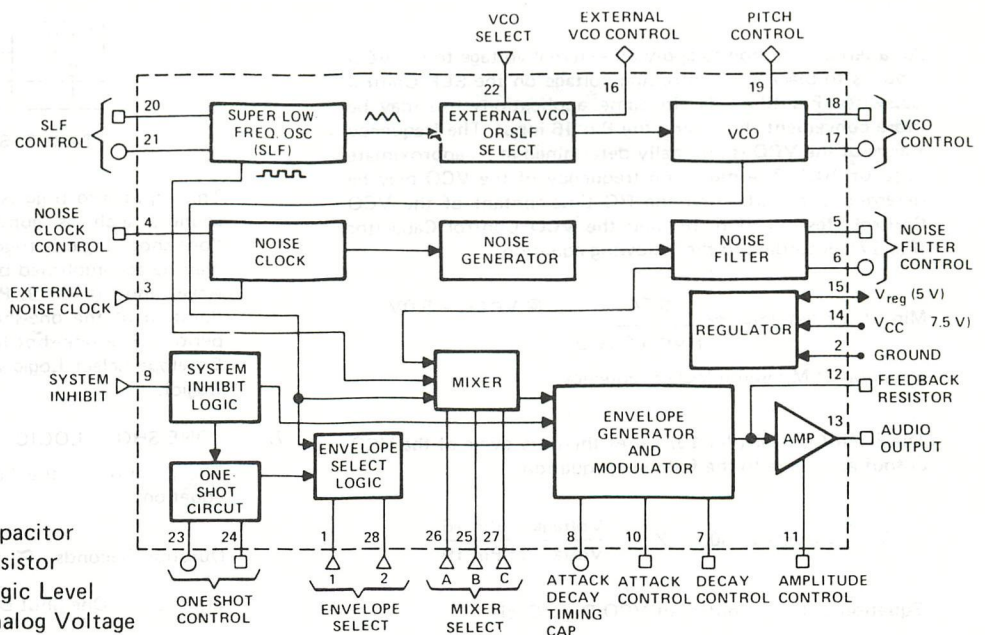 VCO
SELECT
EXTERNAL
VCO CONTROL
PITCH
CONTROL
22
16
19
SLF
CONTROL
20
21
SUPER LOW
FREQ. OSC
(SLF)
EXTERNAL VCO
OR SLF
SELECT
VCO
18
17
VCO
CONTROL
NOISE
CLOCK
CONTROL
4
NOISE
CLOCK
NOISE
GENERATOR
NOISE
FILTER
5
6
NOISE
FILTER
CONTROL
EXTERNAL
NOISE CLOCK
3
REGULATOR
15
Vreg (5 V)
14
VCC 7.5 V)
2
GROUND
SYSTEM
INHIBIT
9
SYSTEM
INHIBIT
LOGIC
MIXER
12
FEEDBACK
RESISTOR
ENVELOPE
GENERATOR
AND
MODULATOR
AMP
13
AUDIO
OUTPUT
ONE-
SHOT
CIRCUT
ENVELOPE
SELECT
LOGIC
23
24
1
28
26
25
27
8
10
7
11
1
2
A
B
C
ONE SHOT
CONTROL
ENVELOPE
SELECT
MIXER
SELECT
ATTACK
DECAY
TIMING
CAP
ATTACK
CONTROL
DECAY
CONTROL
AMPLITUDE
CONTROL
pacitor
sistor
gic Level
alog Voltage